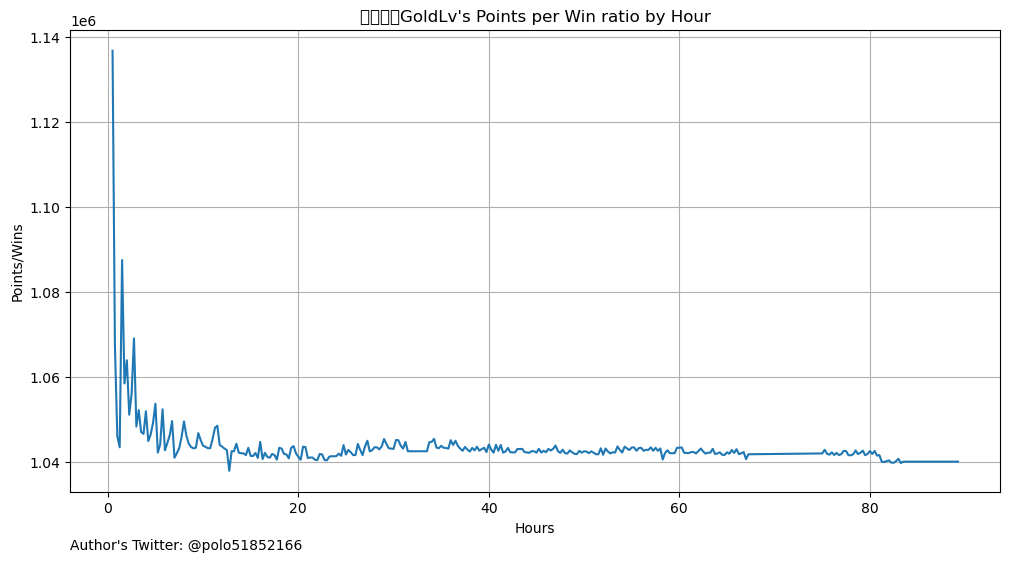 GoldLv's Points per Win ratio by Hour
1e6
1.14
1.12
1.10
1.08
1.06
1.04
Points/Wins
0
20
40
60
80
Hours
Author's Twitter: @polo51852166